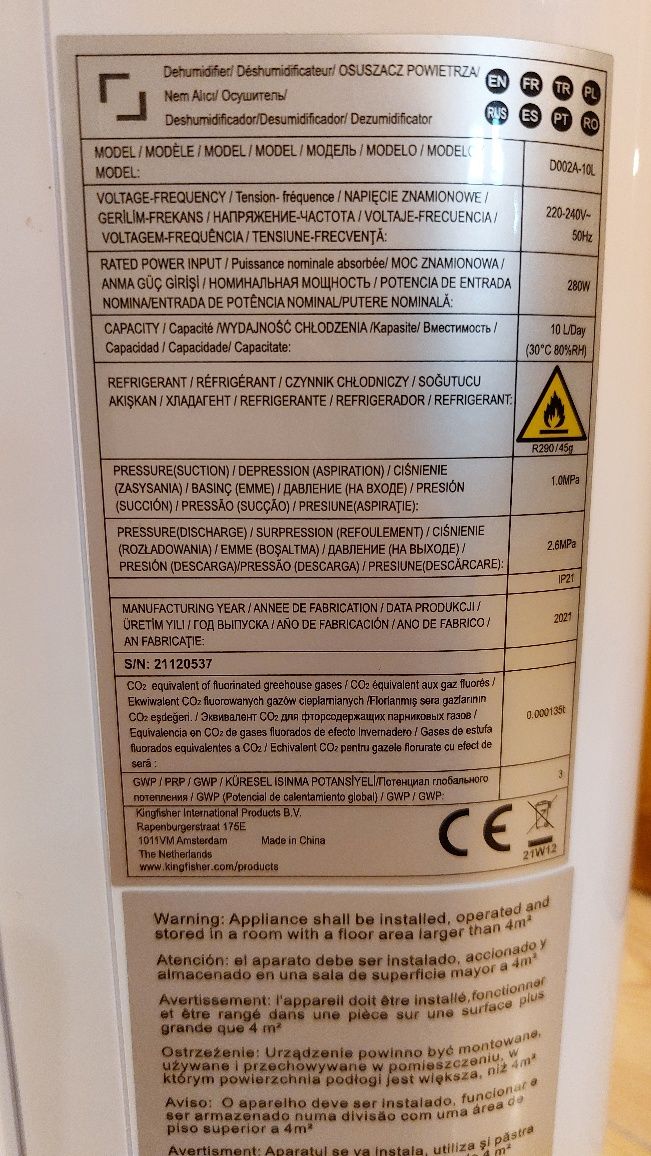 Dehumidifier/ Déshumidificateur/ OSUSZACZ POWIETRZA/
Nem Alıcı/ Осушитель/
Deshumidificador/Desumidificador/ Dezumidificator
EN FR TR PL
RUS ES PT RO
MODEL / MODÈLE / MODEL / MODEL / МОДЕЛЬ / MODELO / MODELO
MODEL:
D002A-10L
VOLTAGE-FREQUENCY / Tension- fréquence / NAPIĘCIE ZNAMIONOWE /
GERİLİM-FREKANS / НАПРЯЖЕНИЕ-ЧАСТОТА / VOLTAJE-FRECUENCIA /
VOLTAGEM-FREQUÊNCIA / TENSIUNE-FRECVENŢĂ:
220-240V~
50Hz
RATED POWER INPUT / Puissance nominale absorbée/ MOC ZNAMIONOWA /
ANMA GÜÇ GİRİŞİ / НОМИНАЛЬНАЯ МОЩНОСТЬ / POTENCIA DE ENTRADA
NOMINA/ENTRADA DE POTÊNCIA NOMINAL/PUTERE NOMINALĂ:
280W
CAPACITY / Capacité /WYDAJNOŚĆ CHŁODZENIA /Kapasite/ Вместимость /
Capacidad / Capacidade/ Capacitate:
10 L/Day
(30°C 80%RH)
REFRIGERANT / RÉFRIGÉRANT / CZYNNIK CHŁODNICZY / SOĞUTUCU
AKIŞKAN / ХЛАДАГЕНТ / REFRIGERANTE / REFRIGERADOR / REFRIGERANT:
R290/45g
PRESSURE(SUCTION) / DEPRESSION (ASPIRATION) / CIŚNIENIE
(ZASYSANIA) / BASINÇ (EMME) / ДАВЛЕНИЕ (НА ВХОДЕ) / PRESIÓN
(SUCCIÓN) / PRESSÃO (SUCÇÃO) / PRESIUNE(ASPIRAŢIE):
1.0MPa
PRESSURE(DISCHARGE) / SURPRESSION (REFOULEMENT) / CIŚNIENIE
(ROZŁADOWANIA) / EMME (BOŞALTMA) / ДАВЛЕНИЕ (НА ВЫХОДЕ) /
PRESIÓN (DESCARGA)/PRESSÃO (DESCARGA) / PRESIUNE(DESCĂRCARE):
2.6MPa
IP21
MANUFACTURING YEAR / ANNEE DE FABRICATION / DATA PRODUKCJI /
ÜRETİM YILI / ГОД ВЫПУСКА / AÑO DE FABRICACIÓN / ANO DE FABRICO /
AN FABRICAŢIE:
2021
S/N: 21120537
CO₂ equivalent of fluorinated greenhouse gases / CO₂ équivalent aux gaz fluorés /
Ekwiwalent CO₂ fluorowanych gazów cieplarnianych /Florlanmış sera gazlarının
CO₂ eşdeğeri. / Эквивалент CO₂ для фторсодержащих парниковых газов /
Equivalencia en CO₂ de gases fluorados de efecto invernadero / Gases de estufa
fluorados equivalentes a CO₂ / Echivalent CO₂ pentru gazele florurate cu efect de
seră :
0.000135t
GWP / PRP / GWP / KÜRESEL ISINMA POTANSİYELİ/Потенциал глобального
потепления / GWP (Potencial de calentamiento global) / GWP / GWP:
3
Kingfisher International Products B.V.
Rapenburgerstraat 175E
1011VM Amsterdam Made in China
The Netherlands
www.kingfisher.com/products
CE
21W12
Warning: Appliance shall be installed, operated and
stored in a room with a floor area larger than 4m²
Atención: el aparato debe ser instalado, accionado y
almacenado en una sala de superficie mayor a 4m²
Avertissement: l'appareil doit être installé,fonctionner
et être rangé dans une pièce sur une surface plus
grande que 4 m²
Ostrzeżenie: Urządzenie powinno być montowane,
używane i przechowywane w pomieszczeniu, w
którym powierzchnia podłogi jest większa, niż 4m²
Aviso: O aparelho deve ser instalado, funcionar e
ser armazenado numa divisão com uma área de
piso superior a 4m²
Avertisment: Aparatul se va instala, utiliza şi păstra
4 m²